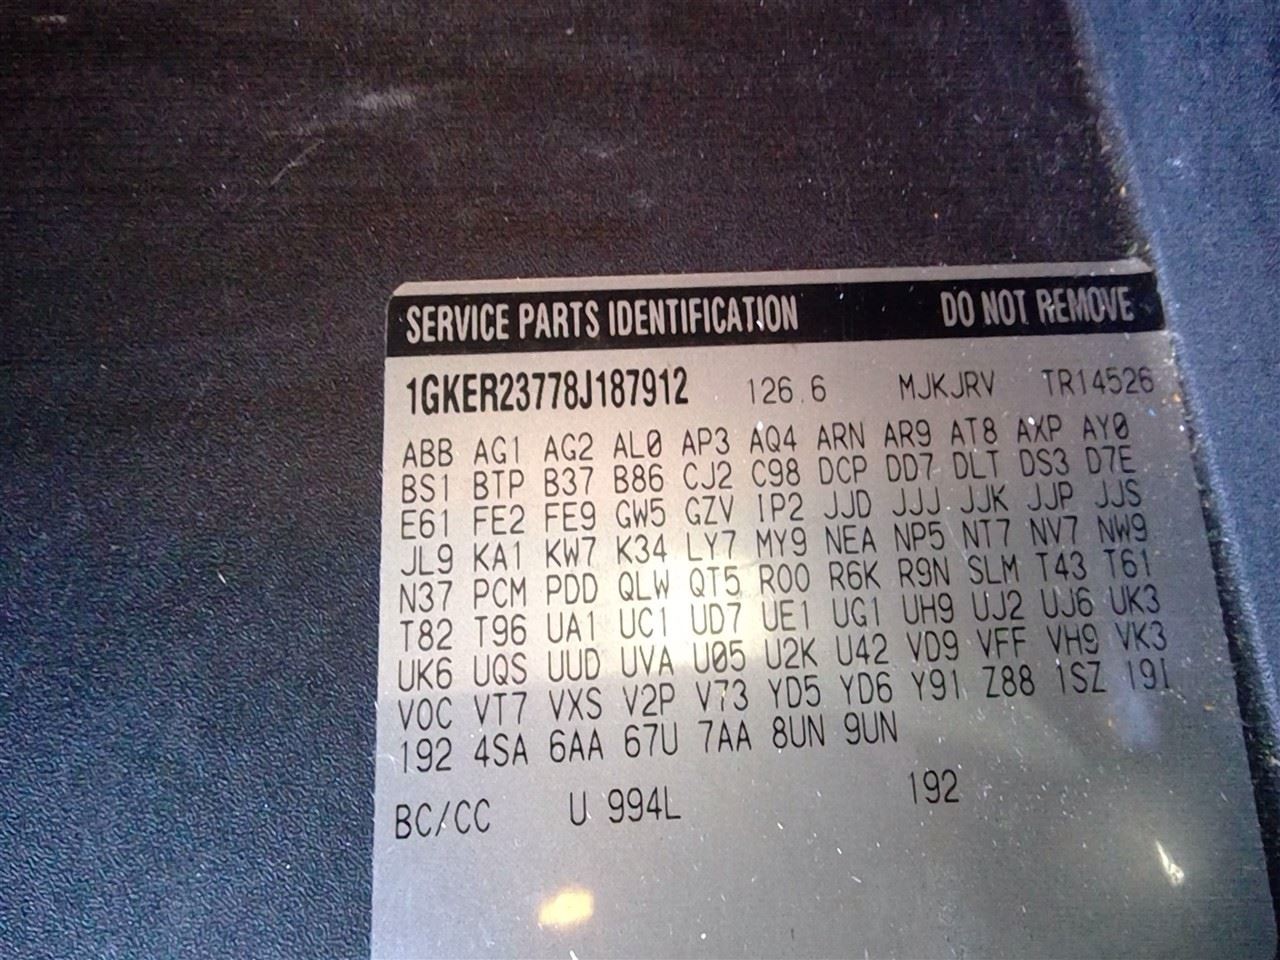 SERVICE PARTS IDENTIFICATION DO NOT REMOVE
1GKER23778J187912 126.6 MJKJRV TR14526
ABB AG1 AG2 AL0 AP3 AQ4 ARN AR9 AT8 AXP AY0
BS1 BTP B37 B86 CJ2 C98 DCP DD7 DLT DS3 D7E
E61 FE2 FE9 GW5 GZV IP2 JJD JJJ JJK JJP JJS
JL9 KA1 KW7 K34 LY7 MY9 NEA NP5 NT7 NV7 NW9
N37 PCM PDD QLW QT5 R00 R6K R9N SLM T43 T61
T82 T96 UA1 UC1 UD7 UE1 UG1 UH9 UJ2 UJ6 UK3
UK6 UQS UUD UVA U05 U2K U42 VD9 VFF VH9 VK3
VOC VT7 VXS V2P V73 YD5 YD6 Y91 Z88 1SZ 19I
192 4SA 6AA 67U 7AA 8UN 9UN
BC/CC U 994L 192